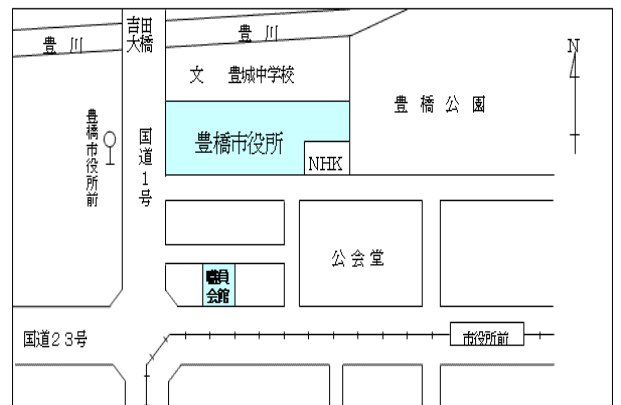 吉田
大橋
豊川
豊川
N
文 豊城中学校
豊橋公園
豊橋市役所前
国道1号
豊橋市役所
NHK
公会堂
職員
会館
国道23号
市役所前